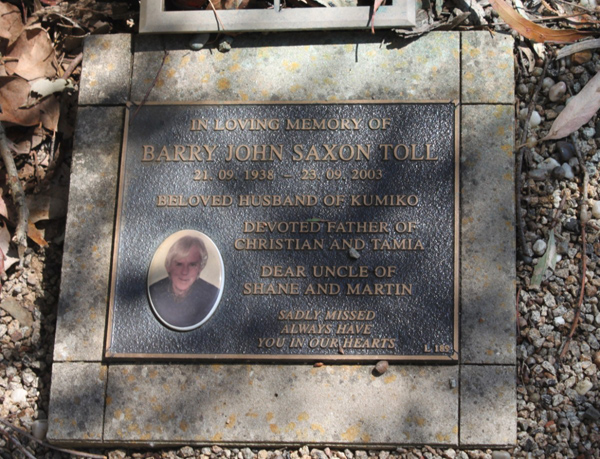 IN LOVING MEMORY OF
BARRY JOHN SAXON TOLL
21. 09. 1938 – 23. 09. 2003
BELOVED HUSBAND OF KUMIKO
DEVOTED FATHER OF
CHRISTIAN AND TAMIA
DEAR UNCLE OF
SHANE AND MARTIN
SADLY MISSED
ALWAYS HAVE
YOU IN OUR HEARTS